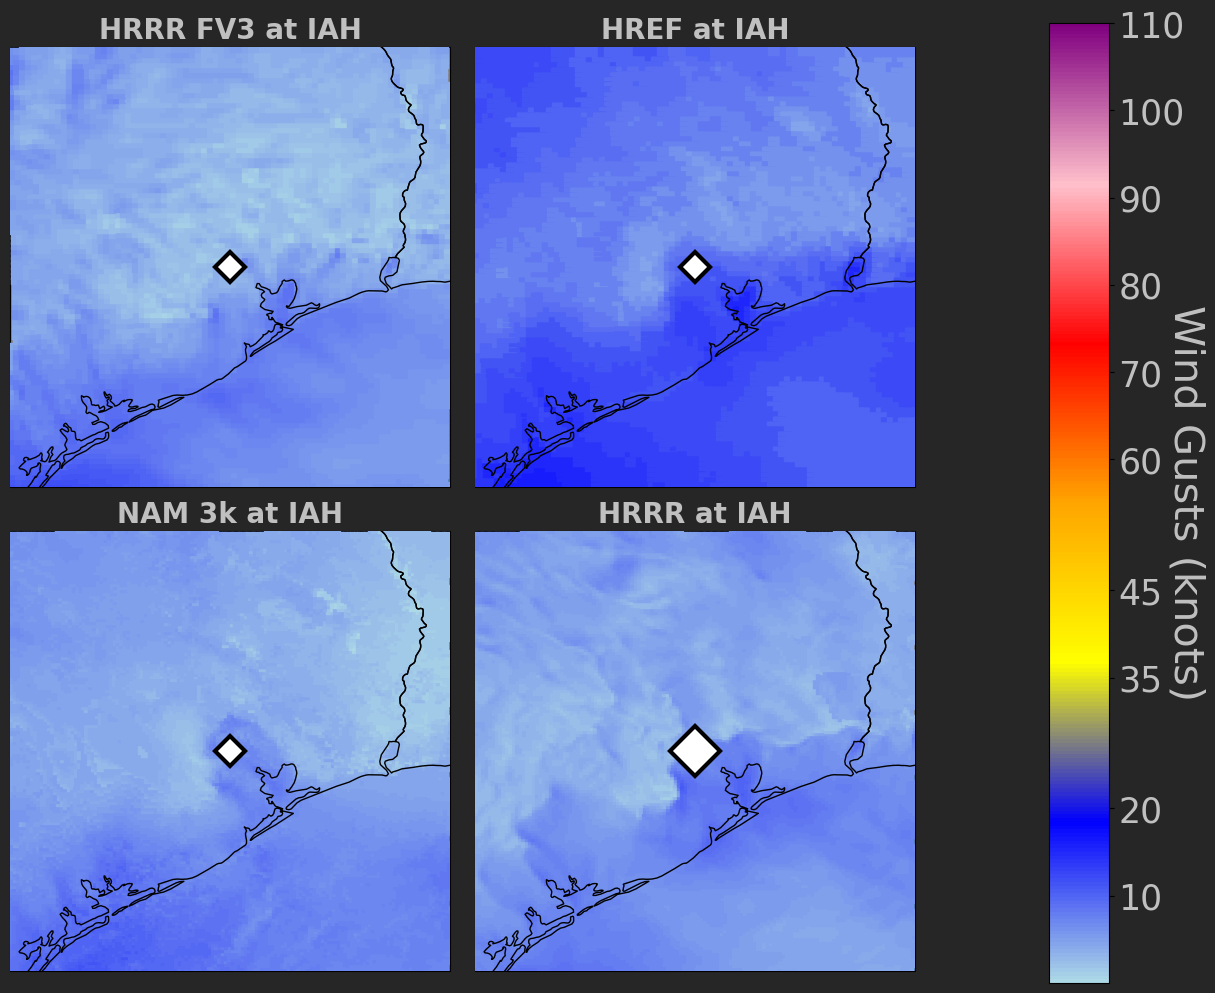 HRRR FV3 at IAH
HREF at IAH
NAM 3k at IAH
HRRR at IAH
110
100
90
80
70
60
45
35
20
10
Wind Gusts (knots)